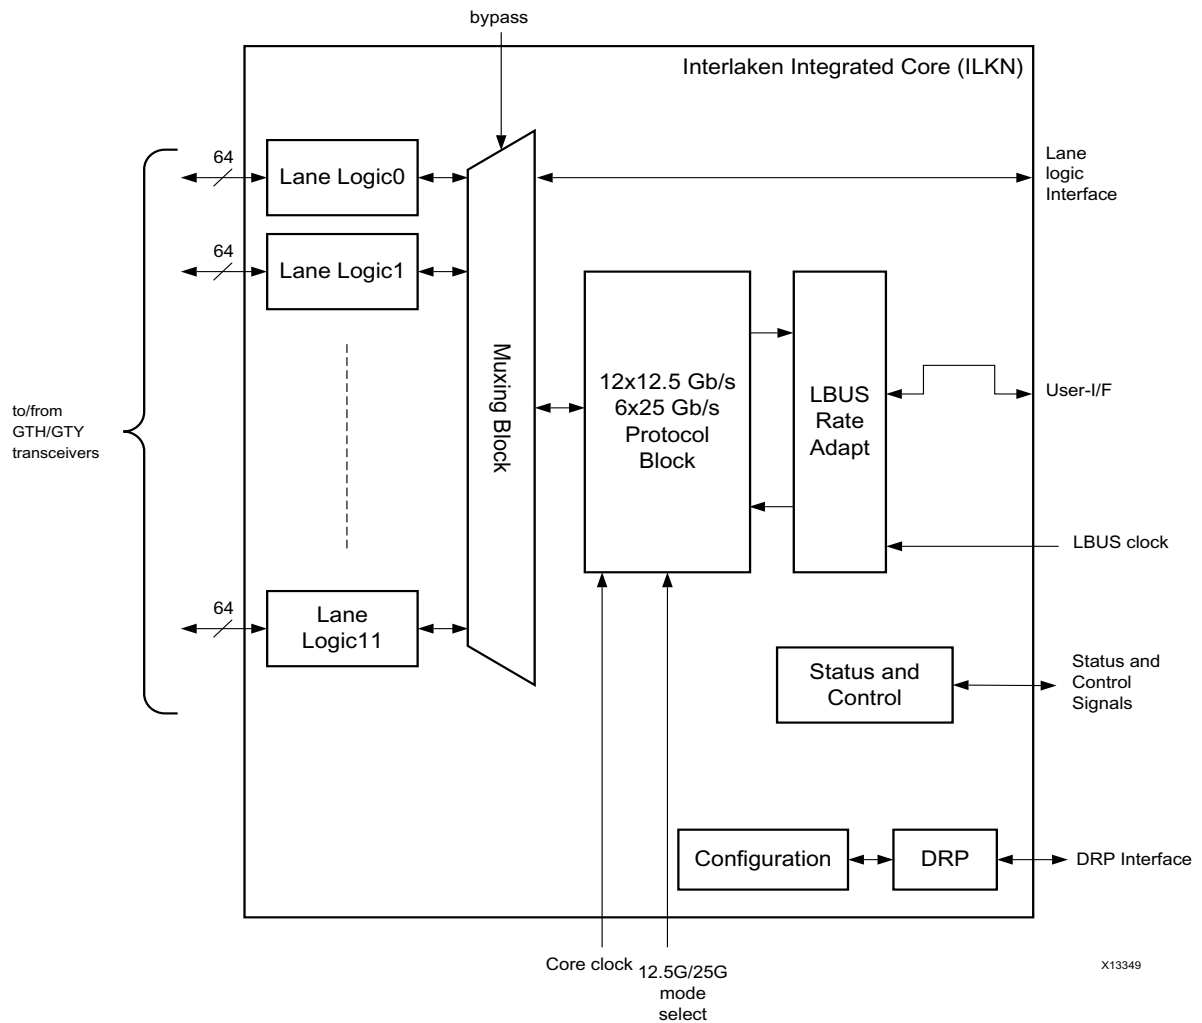 bypass
Interlaken Integrated Core (ILKN)
64
Lane Logic0
Lane
logic
Interface
64
Lane Logic1
Muxing Block
12x12.5 Gb/s
6x25 Gb/s
Protocol
Block
LBUS
Rate
Adapt
User-I/F
to/from
GTH/GTY
transceivers
LBUS clock
64
Lane
Logic11
Status and
Control
Status and
Control
Signals
Configuration
DRP
DRP Interface
Core clock
12.5G/25G
mode
select
X13349